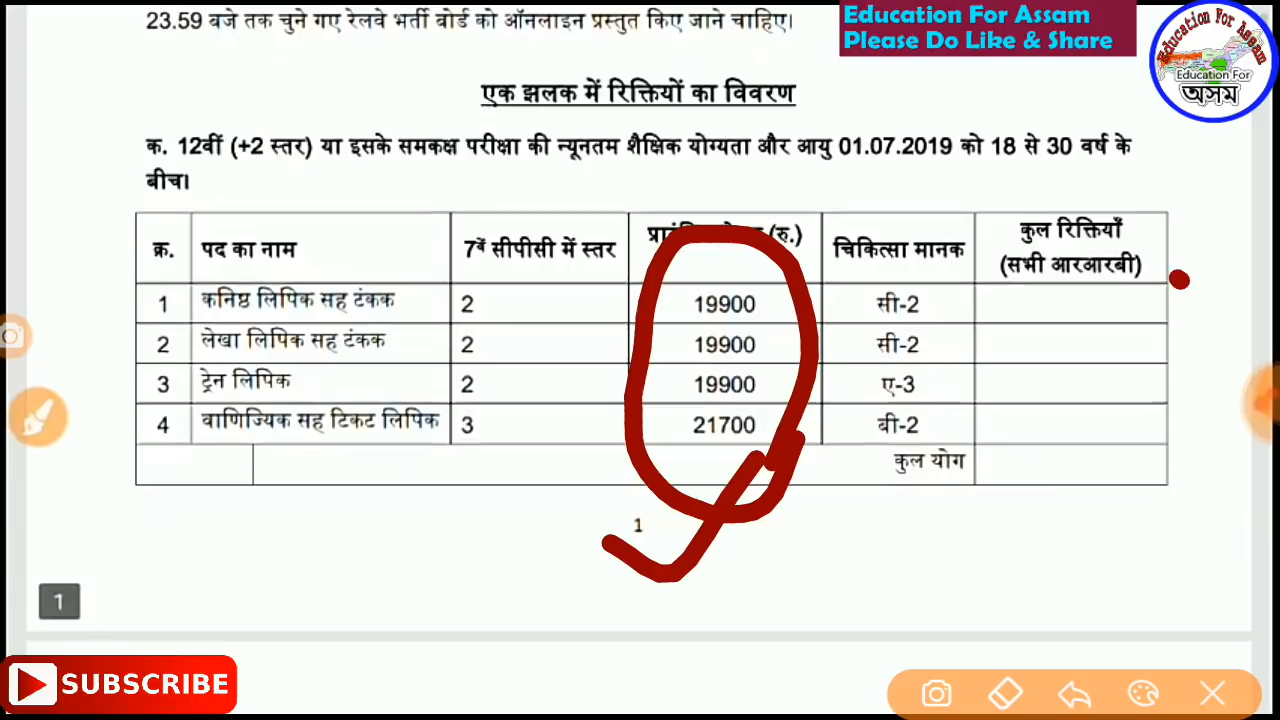 23.59 बजे तक चुने गए रेलवे भर्ती बोर्ड को ऑनलाइन प्रस्तुत किए जाने चाहिए।
Education For Assam
Please Do Like & Share
Education For Assam
Education For
অসম
एक झलक में रिक्तियों का विवरण
क. 12वीं (+2 स्तर) या इसके समकक्ष परीक्षा की न्यूनतम शैक्षिक योग्यता और आयु 01.07.2019 को 18 से 30 वर्ष के
बीच।
क्र. पद का नाम 7वें सीपीसी में स्तर (रु.) चिकित्सा मानक कुल रिक्तियाँ
(सभी आरआरबी)
1 कनिष्ठ लिपिक सह टंकक 2 19900 सी-2
2 लेखा लिपिक सह टंकक 2 19900 सी-2
3 ट्रेन लिपिक 2 19900 ए-3
4 वाणिज्यिक सह टिकट लिपिक 3 21700 बी-2
कुल योग
1
1
SUBSCRIBE